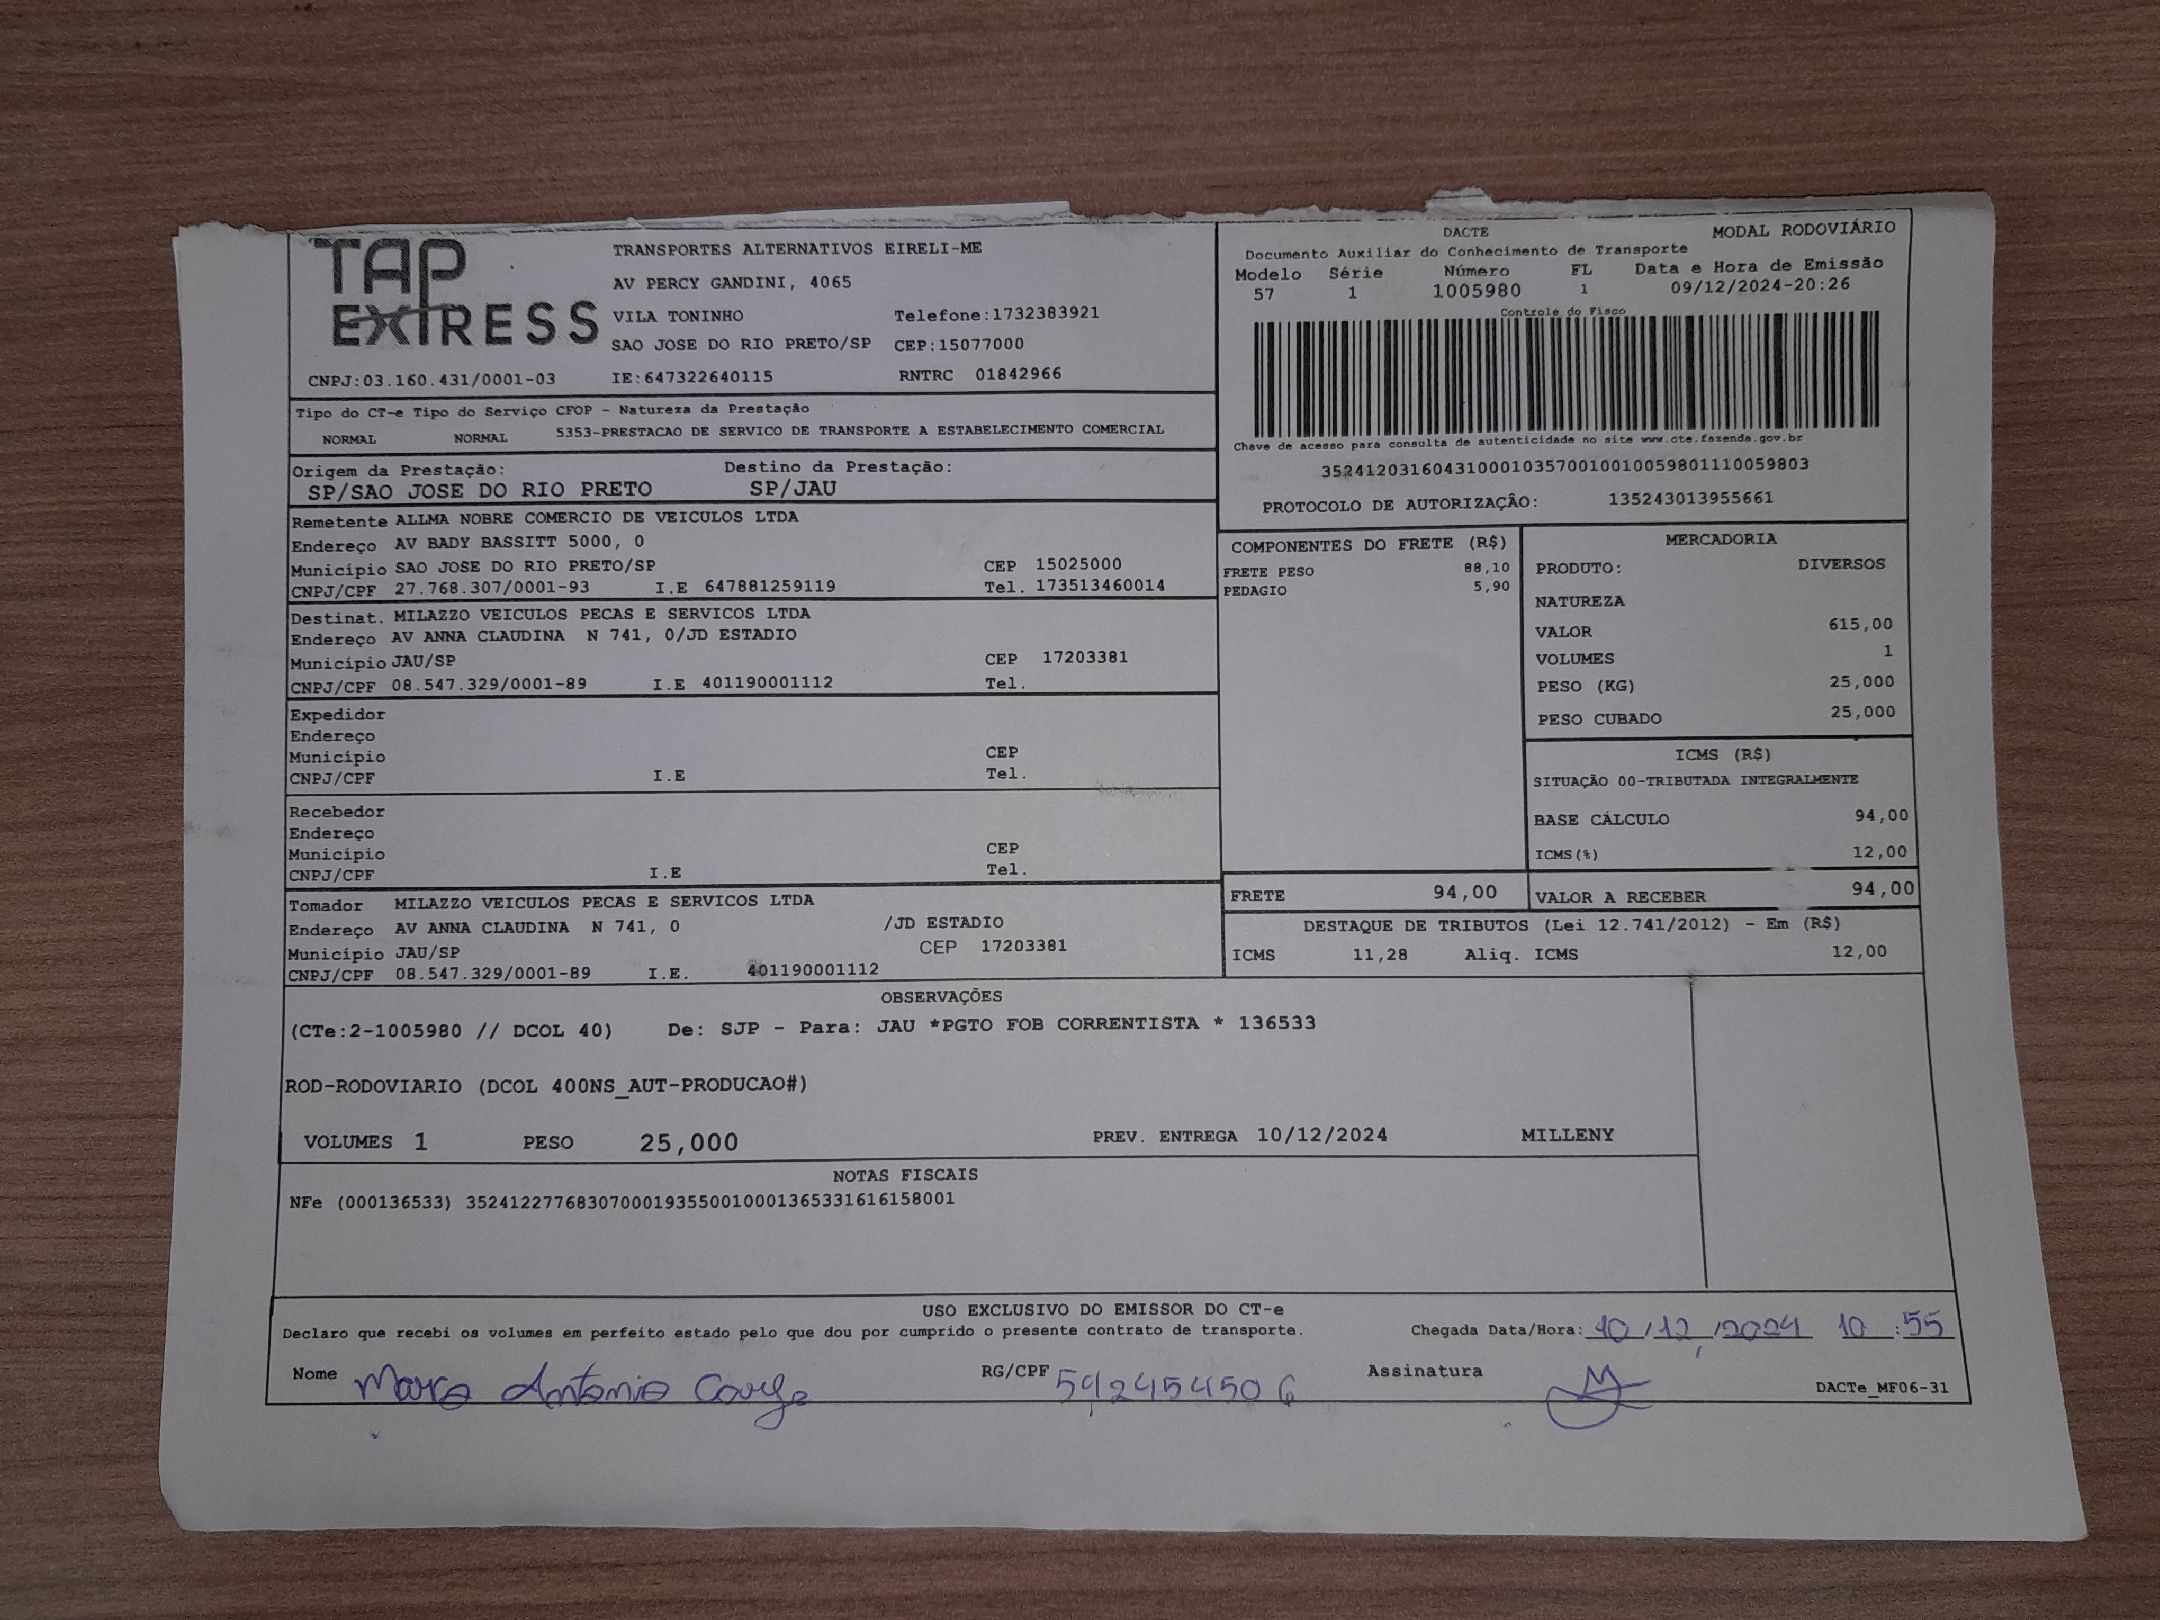 TAP EXPRESS
TRANSPORTES ALTERNATIVOS EIRELI-ME
AV PERCY GANDINI, 4065
VILA TONINHO Telefone:1732383921
SAO JOSE DO RIO PRETO/SP CEP:15077000
CNPJ:03.160.431/0001-03 IE:647322640115 RNTRC 01842966
DACTE MODAL RODOVIÁRIO
Documento Auxiliar do Conhecimento de Transporte
Modelo Série Número FL Data e Hora de Emissão
57 1 1005980 1 09/12/2024-20:26
Controle do Fisco
Chave de acesso para consulta de autenticidade no site www.cte.fazenda.gov.br
35241203160431000103570010010059801110059803
PROTOCOLO DE AUTORIZAÇÃO: 135243013955661
Tipo do CT-e Tipo do Serviço CFOP - Natureza da Prestação
NORMAL NORMAL 5353-PRESTACAO DE SERVICO DE TRANSPORTE A ESTABELECIMENTO COMERCIAL
Origem da Prestação: Destino da Prestação:
SP/SAO JOSE DO RIO PRETO SP/JAU
Remetente ALLMA NOBRE COMERCIO DE VEICULOS LTDA
Endereço AV BADY BASSITT 5000, 0
Município SAO JOSE DO RIO PRETO/SP CEP 15025000
CNPJ/CPF 27.768.307/0001-93 I.E 647881259119 Tel. 173513460014
Destinat. MILAZZO VEICULOS PECAS E SERVICOS LTDA
Endereço AV ANNA CLAUDINA N 741, 0/JD ESTADIO
Município JAU/SP CEP 17203381
CNPJ/CPF 08.547.329/0001-89 I.E 401190001112 Tel.
Expedidor
Endereço
Município CEP
CNPJ/CPF I.E Tel.
Recebedor
Endereço
Município CEP
CNPJ/CPF I.E Tel.
Tomador MILAZZO VEICULOS PECAS E SERVICOS LTDA
Endereço AV ANNA CLAUDINA N 741, 0 /JD ESTADIO
Município JAU/SP CEP 17203381
CNPJ/CPF 08.547.329/0001-89 I.E. 401190001112
COMPONENTES DO FRETE (R$)
FRETE PESO 88,10
PEDAGIO 5,90
FRETE 94,00
MERCADORIA
PRODUTO: DIVERSOS
NATUREZA
VALOR 615,00
VOLUMES 1
PESO (KG) 25,000
PESO CUBADO 25,000
ICMS (R$)
SITUAÇÃO 00-TRIBUTADA INTEGRALMENTE
BASE CÁLCULO 94,00
ICMS(%) 12,00
VALOR A RECEBER 94,00
DESTAQUE DE TRIBUTOS (Lei 12.741/2012) - Em (R$)
ICMS 11,28 Aliq. ICMS 12,00
OBSERVAÇÕES
(CTe:2-1005980 // DCOL 40) De: SJP - Para: JAU *PGTO FOB CORRENTISTA * 136533
ROD-RODOVIARIO (DCOL 400NS_AUT-PRODUCAO#)
VOLUMES 1 PESO 25,000 PREV. ENTREGA 10/12/2024 MILLENY
NOTAS FISCAIS
NFe (000136533) 35241227768307000193550010001365331616158001
USO EXCLUSIVO DO EMISSOR DO CT-e
Declaro que recebi os volumes em perfeito estado pelo que dou por cumprido o presente contrato de transporte. Chegada Data/Hora: 10/12/2024 10:55
Nome Antonio RG/CPF 592454506 Assinatura
DACTe_MF06-31